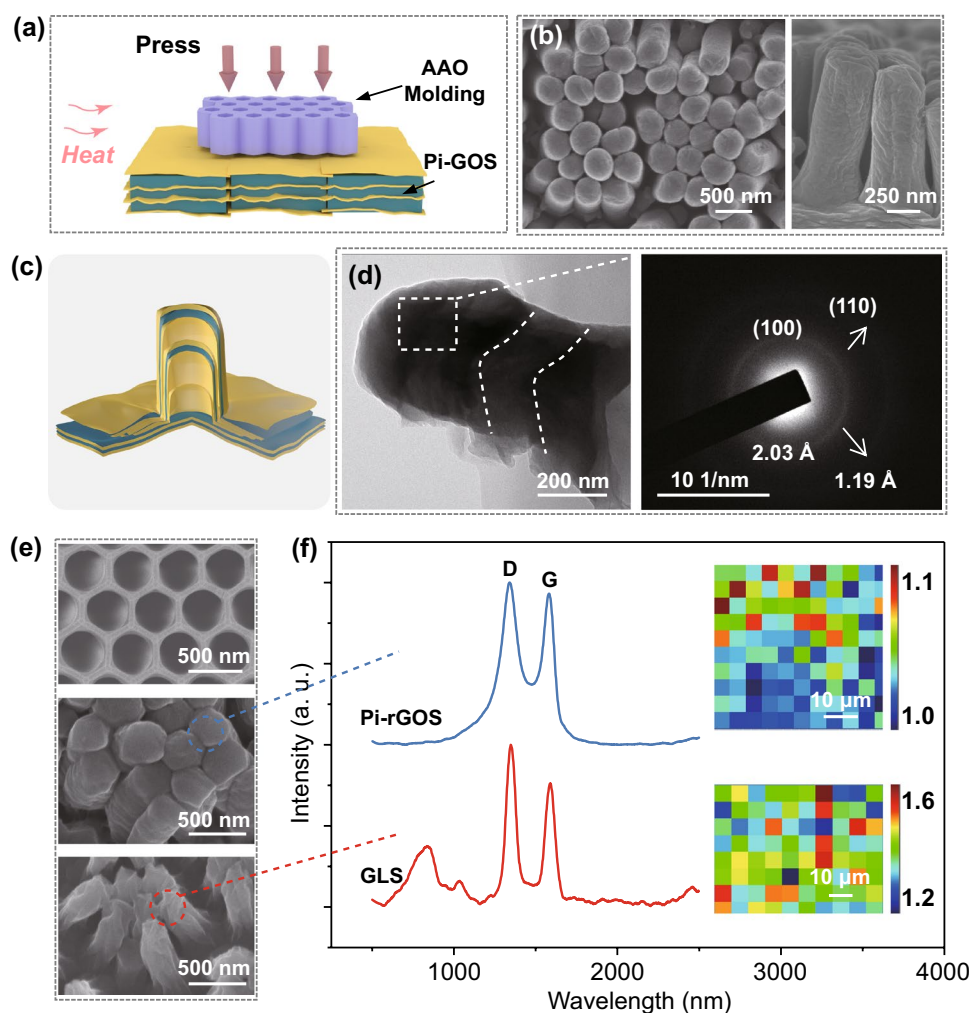 (a)
Press
AAO
Molding
Heat
Pi-GOS
(b)
500 nm
250 nm
(c)
(d)
200 nm
(100)
(110)
2.03 Å
1.19 Å
10 1/nm
(e)
500 nm
500 nm
500 nm
(f)
D
G
Pi-rGOS
GLS
Intensity (a. u.)
1.1
10 µm
1.0
1.6
10 µm
1.2
1000
2000
3000
4000
Wavelength (nm)